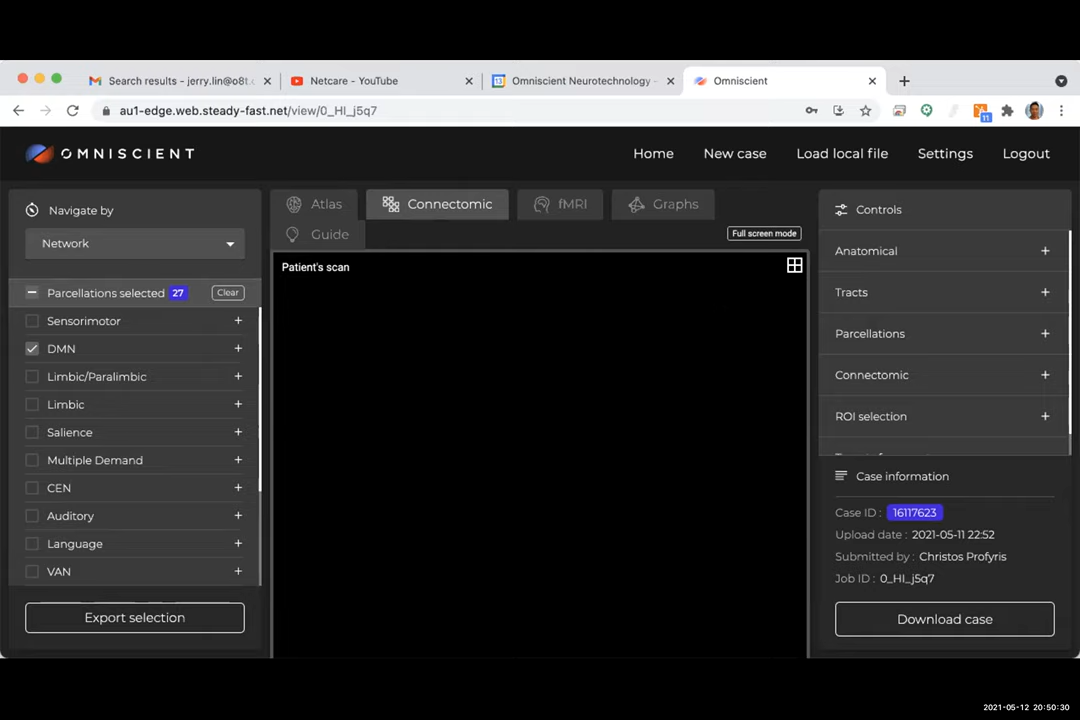 Search results - jerry.lin@o8t.c
Netcare - YouTube
Omniscient Neurotechnology -
Omniscient
au1-edge.web.steady-fast.net/view/0_HI_j5q7
11
OMNISCIENT
Home
New case
Load local file
Settings
Logout
Navigate by
Network
Parcellations selected 27 Clear
Sensorimotor +
DMN +
Limbic/Paralimbic +
Limbic +
Salience +
Multiple Demand +
CEN +
Auditory +
Language +
VAN +
Export selection
Atlas
Connectomic
fMRI
Graphs
Guide
Full screen mode
Patient's scan
Controls
Anatomical +
Tracts +
Parcellations +
Connectomic +
ROI selection +
Case information
Case ID : 16117623
Upload date : 2021-05-11 22:52
Submitted by : Christos Profyris
Job ID : 0_HI_j5q7
Download case
2021-05-12 20:50:30